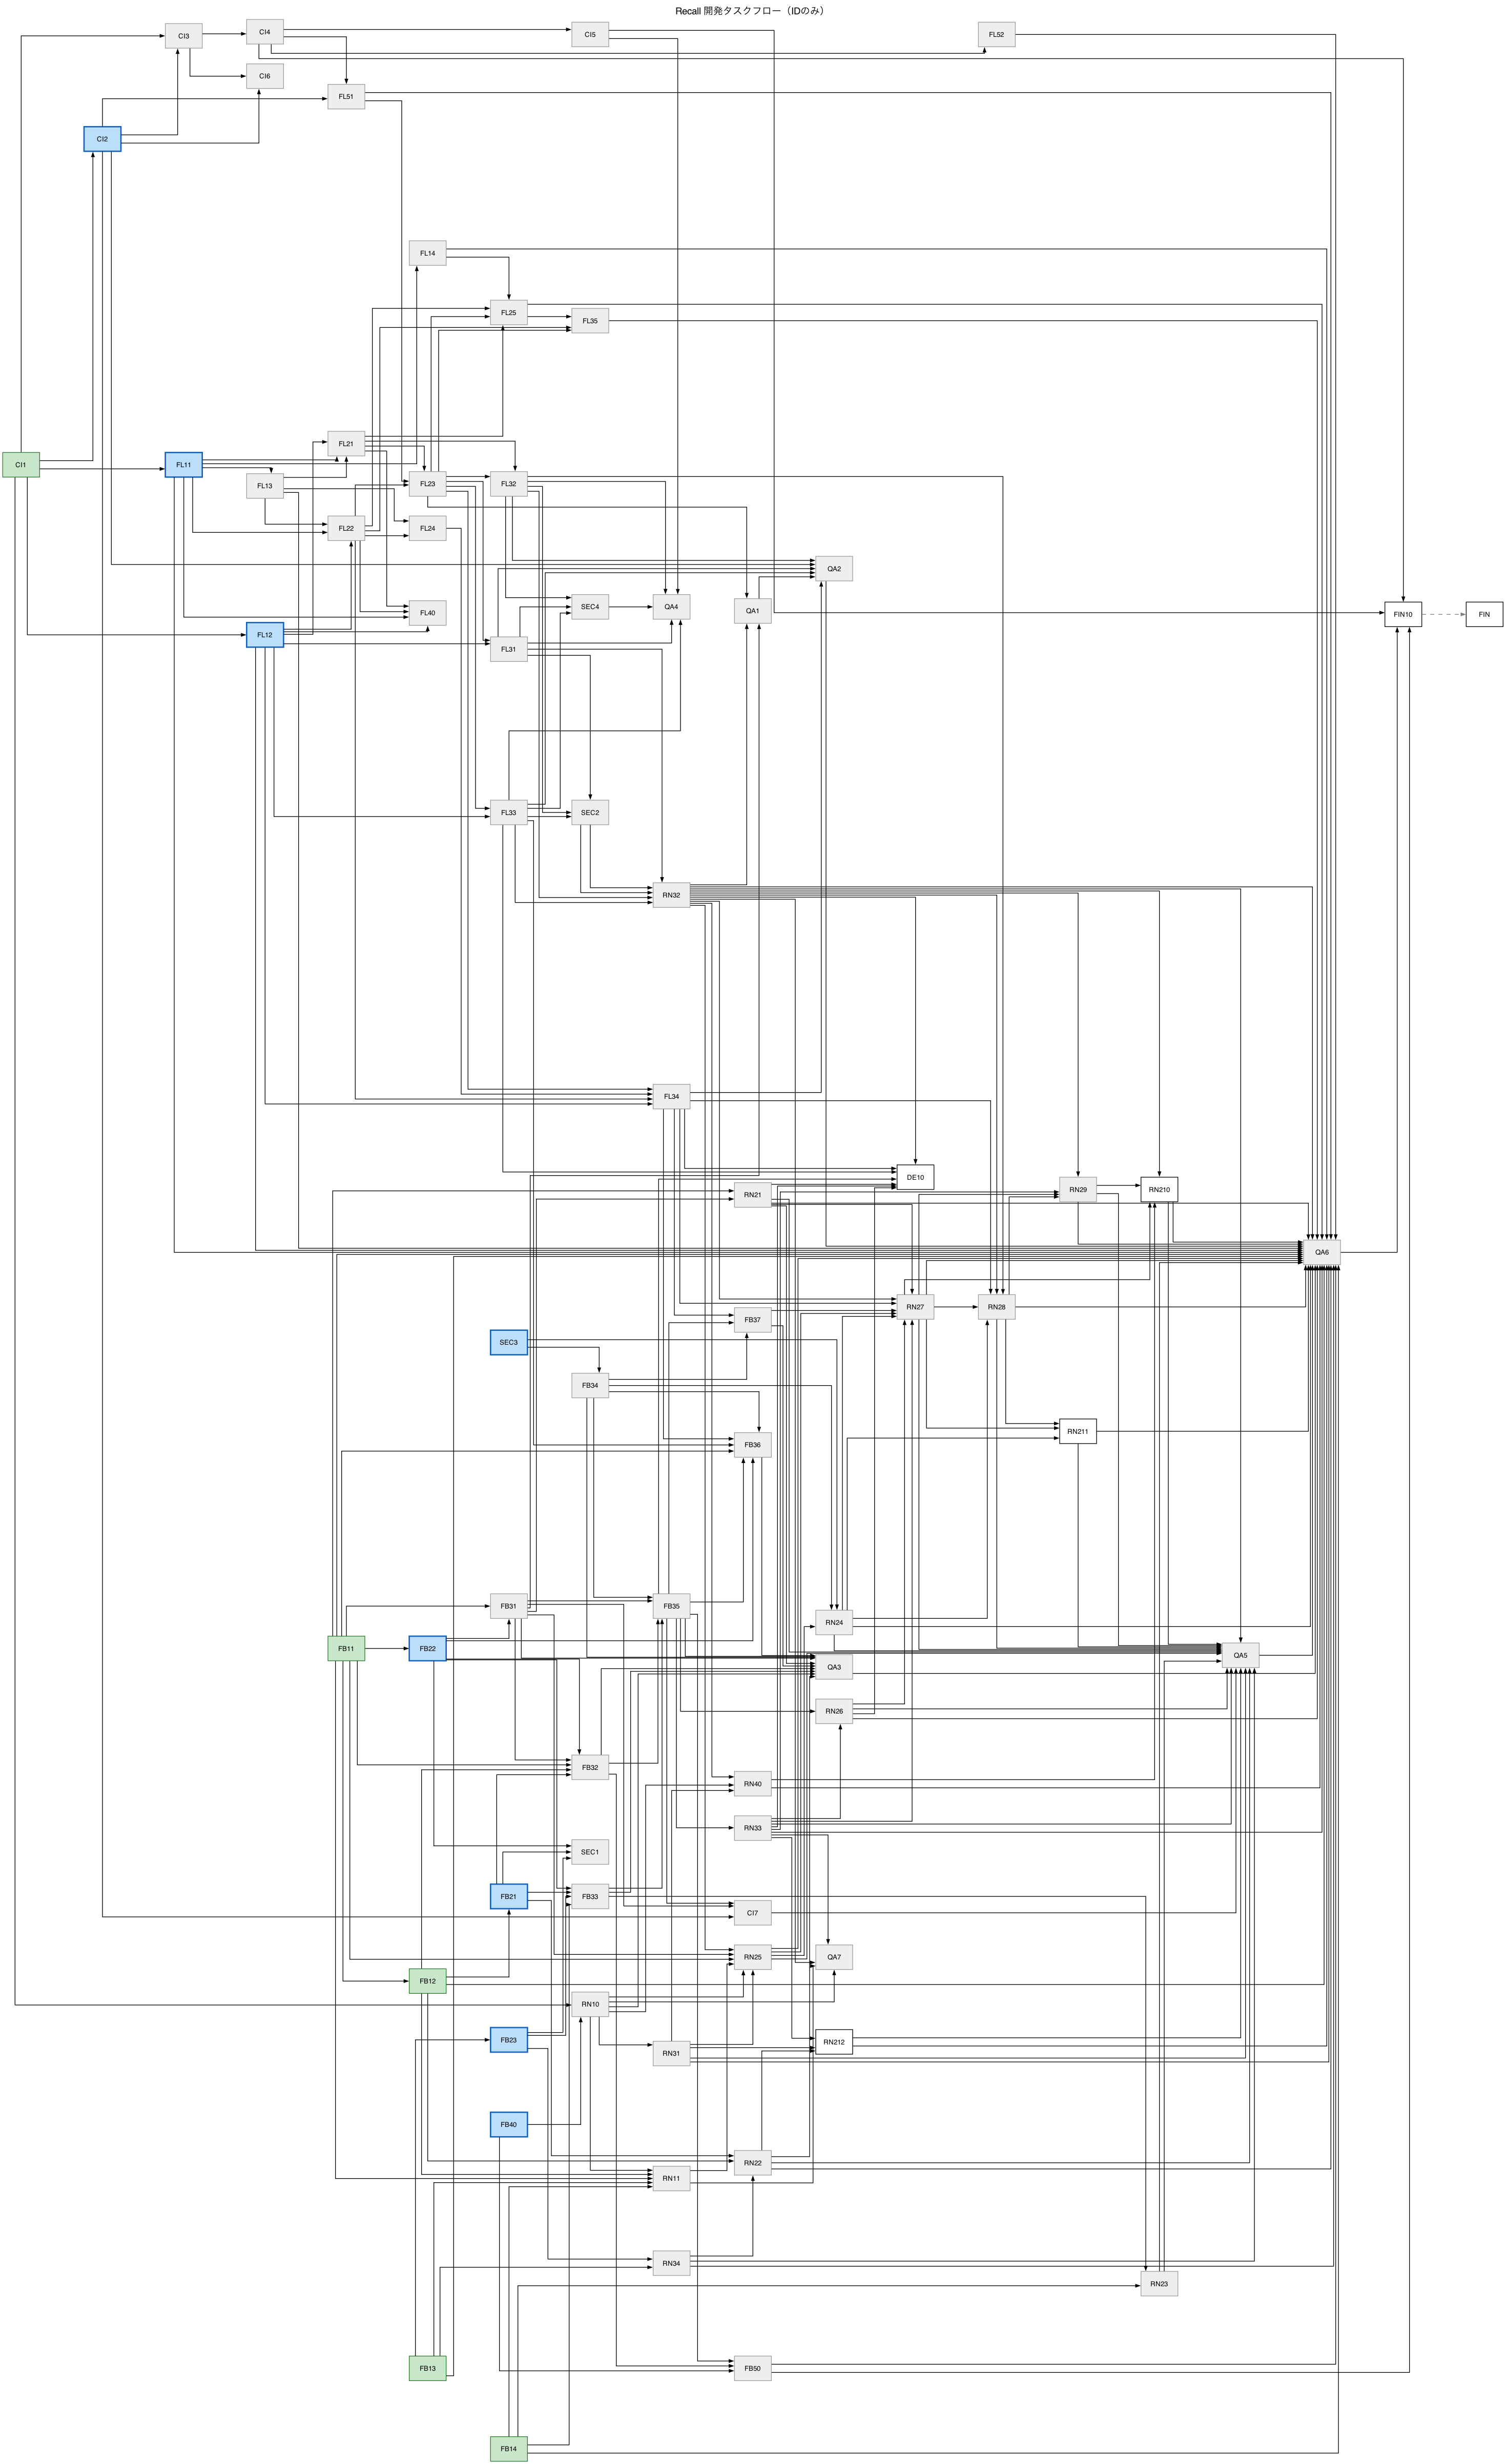 Recall 開発タスクフロー（IDのみ）
CI3
CI4
CI5
FL52
CI6
FL51
CI2
FL14
FL25
FL35
FL21
CI1
FL11
FL13
FL23
FL32
FL22
FL24
QA2
SEC4
QA4
QA1
FL40
FIN10
FIN
FL12
FL31
FL33
SEC2
RN32
FL34
DE10
RN21
RN29
RN210
QA6
RN27
RN28
FB37
SEC3
FB34
RN211
FB36
FB31
FB35
RN24
FB11
FB22
QA3
QA5
RN26
FB32
RN40
RN33
SEC1
FB21
FB33
CI7
RN25
QA7
FB12
RN10
FB23
RN31
RN212
FB40
RN22
RN11
RN34
RN23
FB13
FB50
FB14